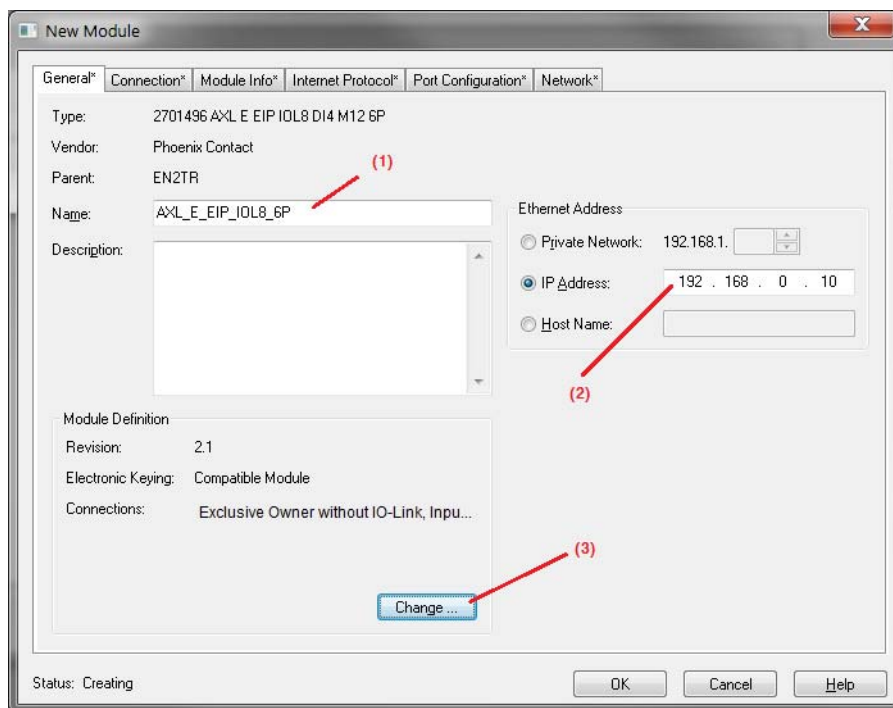 New Module
General* Connection* Module Info* Internet Protocol* Port Configuration* Network*
Type: 2701496 AXL E EIP IOL8 DI4 M12 6P
Vendor: Phoenix Contact
(1)
Parent: EN2TR
Name: AXL_E_EIP_IOL8_6P
Description:
Ethernet Address
Private Network: 192.168.1.
IP Address: 192 . 168 . 0 . 10
Host Name:
(2)
Module Definition
Revision: 2.1
Electronic Keying: Compatible Module
Connections: Exclusive Owner without IO-Link, Inpu...
(3)
Change ...
Status: Creating
OK Cancel Help